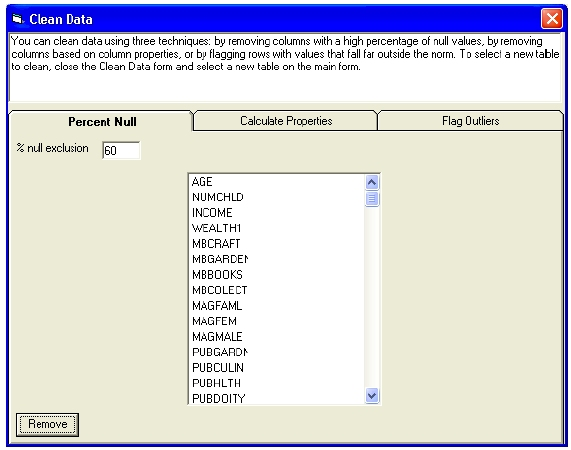 Clean Data
You can clean data using three techniques: by removing columns with a high percentage of null values, by removing
columns based on column properties, or by flagging rows with values that fall far outside the norm. To select a new table
to clean, close the Clean Data form and select a new table on the main form.
Percent Null Calculate Properties Flag Outliers
% null exclusion 60
AGE
NUMCHLD
INCOME
WEALTH1
MBCRAFT
MBGARDEN
MBBOOKS
MBCOLECT
MAGFAML
MAGFEM
MAGMALE
PUBGARDN
PUBCULIN
PUBHLTH
PUBDOITY
Remove